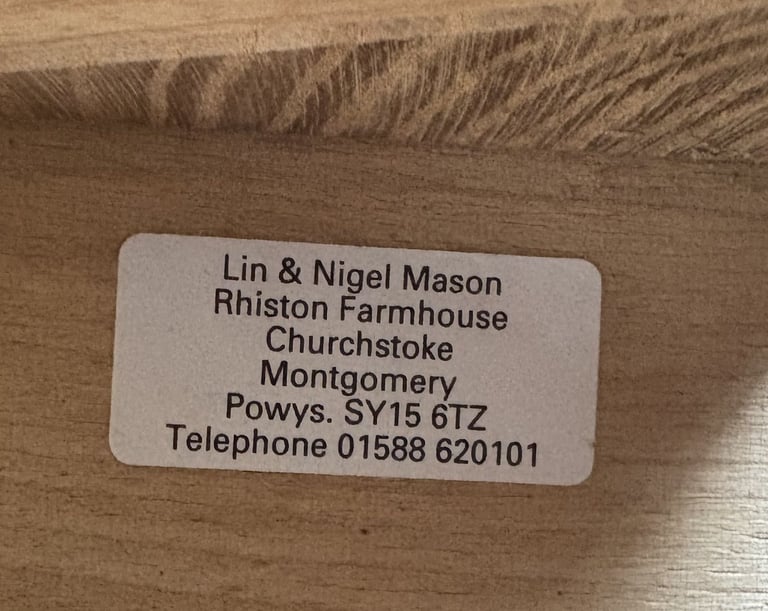 Lin & Nigel Mason
Rhiston Farmhouse
Churchstoke
Montgomery
Powys. SY15 6TZ
Telephone 01588 620101